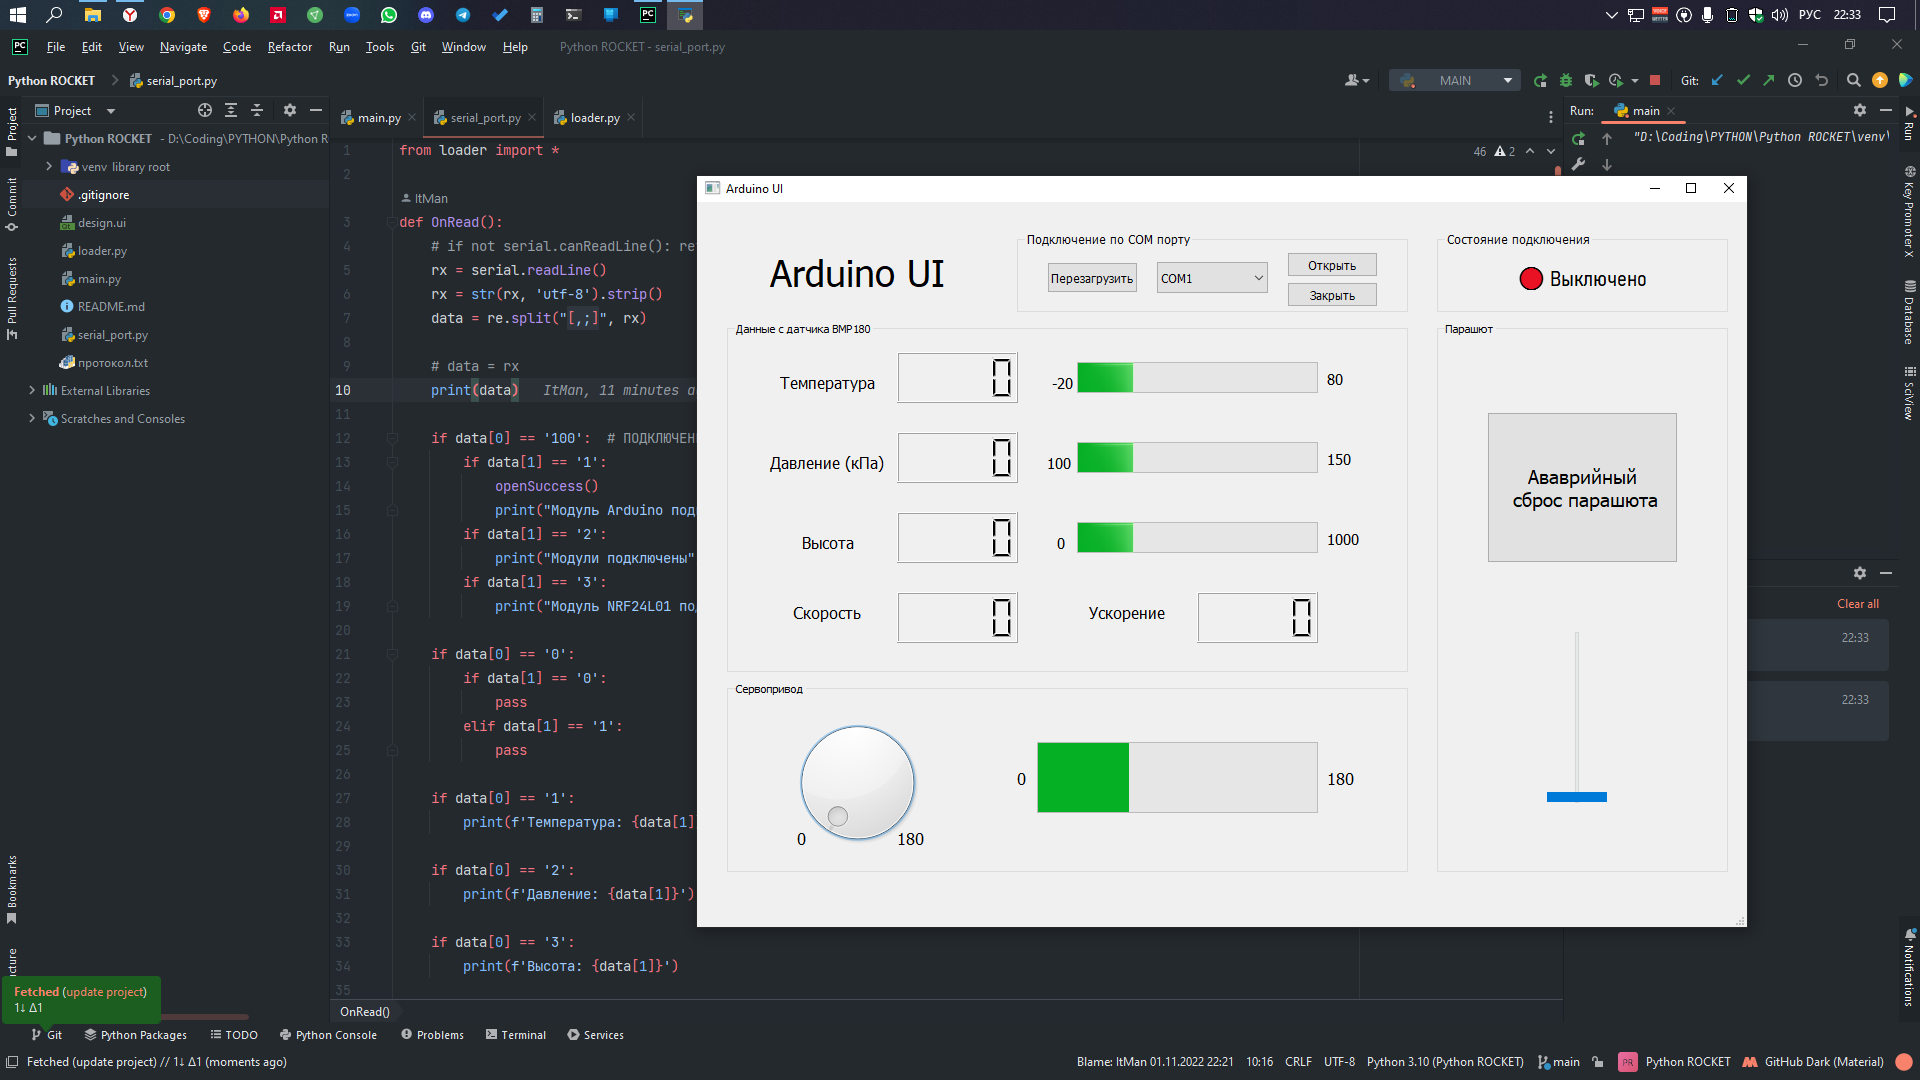 РУС
22:33
File Edit View Navigate Code Refactor Run Tools Git Window Help
Python ROCKET - serial_port.py
Python ROCKET
serial_port.py
MAIN
Git:
Project
Commit
Pull Requests
Bookmarks
Project
Python ROCKET - D:\Coding\PYTHON\Python R
venv library root
.gitignore
design.ui
loader.py
main.py
README.md
serial_port.py
протокол.txt
External Libraries
Scratches and Consoles
main.py
serial_port.py
loader.py
46 2
1 from loader import *
2
ItMan
3 def OnRead():
4 # if not serial.canReadLine(): re
5 rx = serial.readLine()
6 rx = str(rx, 'utf-8').strip()
7 data = re.split("[,;]", rx)
8
9 # data = rx
10 print(data) ItMan, 11 minutes a
11
12 if data[0] == '100': # ПОДКЛЮЧЕН
13 if data[1] == '1':
14 openSuccess()
15 print("Модуль Arduino под
16 if data[1] == '2':
17 print("Модули подключены"
18 if data[1] == '3':
19 print("Модуль NRF24L01 по
20
21 if data[0] == '0':
22 if data[1] == '0':
23 pass
24 elif data[1] == '1':
25 pass
26
27 if data[0] == '1':
28 print(f'Температура: {data[1]
29
30 if data[0] == '2':
31 print(f'Давление: {data[1]}')
32
33 if data[0] == '3':
34 print(f'Высота: {data[1]}')
35
OnRead()
Run: main
"D:\Coding\PYTHON\Python ROCKET\venv\
Run
Key Promoter X
Database
SciView
Notifications
Clear all
22:33
22:33
Arduino UI
Arduino UI
Подключение по COM порту
Перезагрузить
COM1
Открыть
Закрыть
Состояние подключения
Выключено
Данные с датчика BMP180
Температура 0 -20 80
Давление (кПа) 0 100 150
Высота 0 0 1000
Скорость 0 Ускорение 0
Парашют
Ававрийный
сброс парашюта
Сервопривод
0 180
0 180
Fetched (update project)
1↓ Δ1
Git Python Packages TODO Python Console Problems Terminal Services
Fetched (update project) // 1↓ Δ1 (moments ago)
Blame: ItMan 01.11.2022 22:21 10:16 CRLF UTF-8 Python 3.10 (Python ROCKET) main PR Python ROCKET GitHub Dark (Material)